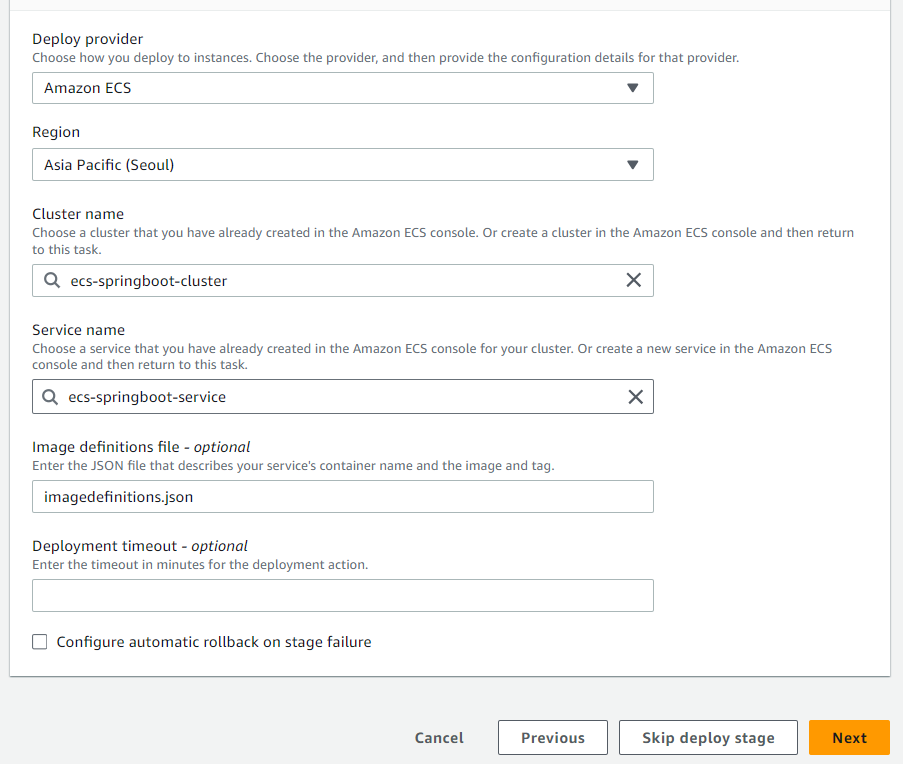 Deploy provider
Choose how you deploy to instances. Choose the provider, and then provide the configuration details for that provider.
Amazon ECS
Region
Asia Pacific (Seoul)
Cluster name
Choose a cluster that you have already created in the Amazon ECS console. Or create a cluster in the Amazon ECS console and then return
to this task.
ecs-springboot-cluster
Service name
Choose a service that you have already created in the Amazon ECS console for your cluster. Or create a new service in the Amazon ECS
console and then return to this task.
ecs-springboot-service
Image definitions file - optional
Enter the JSON file that describes your service's container name and the image and tag.
imagedefinitions.json
Deployment timeout - optional
Enter the timeout in minutes for the deployment action.
Configure automatic rollback on stage failure
Cancel Previous Skip deploy stage Next